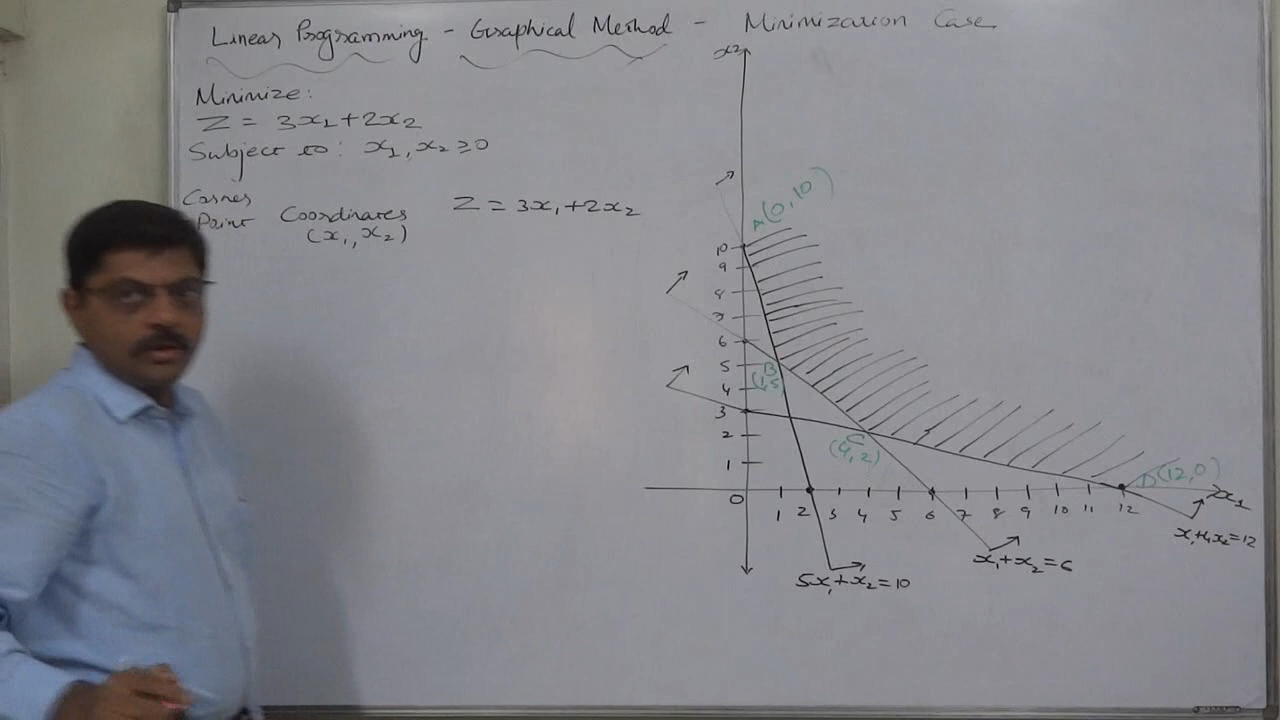 Linear Programming - Graphical Method - Minimization Case
Minimize:
Z = 3x₁+2x₂
Subject to: x₁, x₂ ≥0
Corner
Point Coordinates Z = 3x₁+2x₂
(x₁, x₂)
x₂
A(0,10)
10
9
8
7
6
5
B
(1,5)
4
3
2
C
(4,2)
1
D(12,0)
0
x₁
1 2 3 4 5 6 7 8 9 10 11 12
x₁+4x₂=12
x₁+x₂=6
5x₁+x₂=10